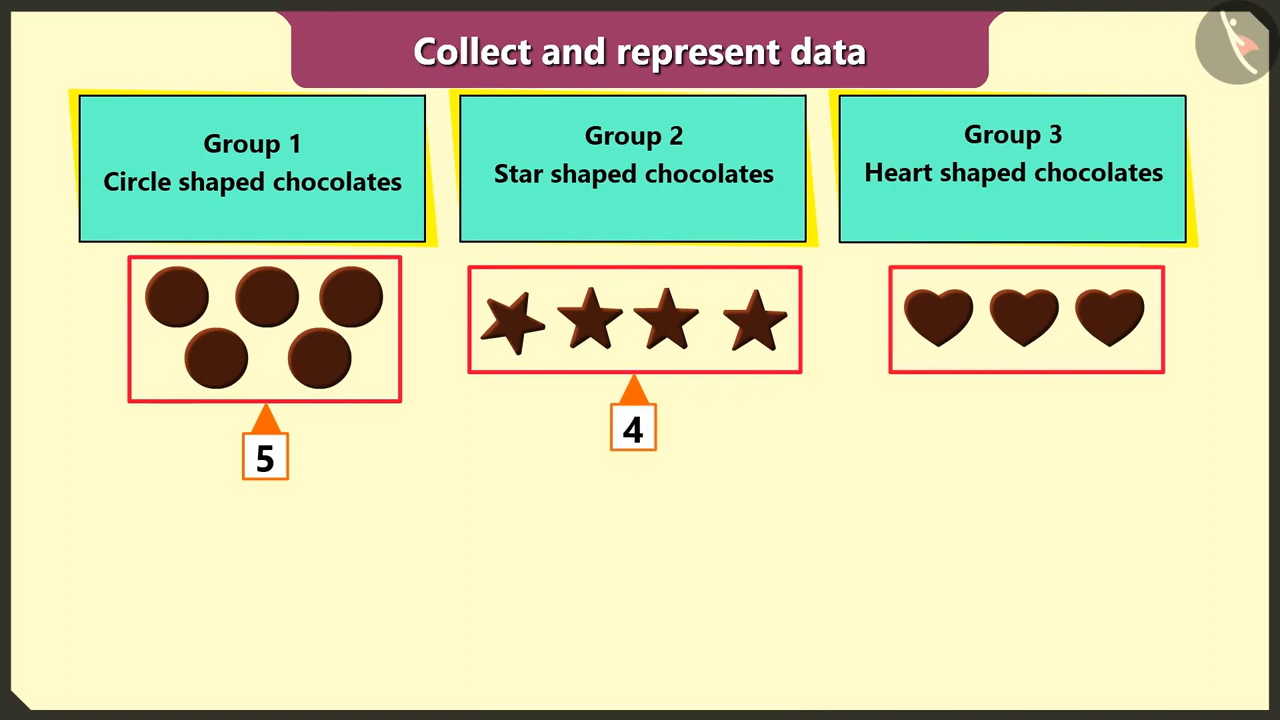 Collect and represent data
Group 1
Circle shaped chocolates
Group 2
Star shaped chocolates
Group 3
Heart shaped chocolates
5
4